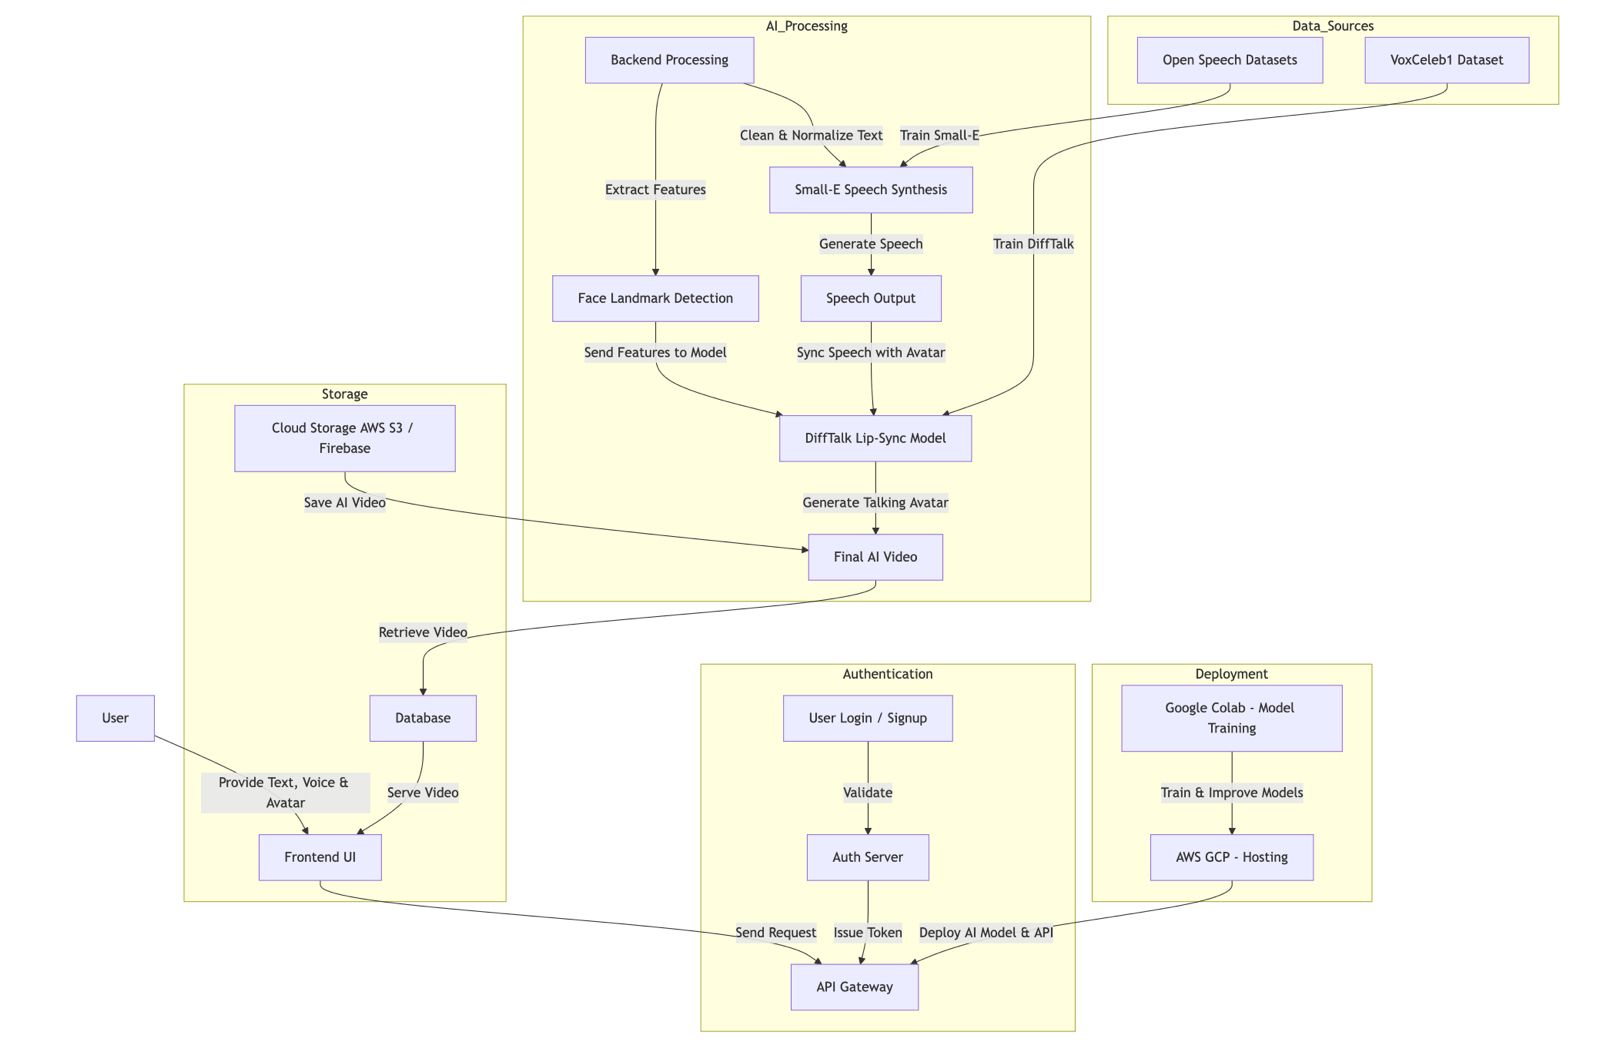 AI_Processing
Data_Sources
Backend Processing
Open Speech Datasets
VoxCeleb1 Dataset
Clean & Normalize Text
Train Small-E
Extract Features
Small-E Speech Synthesis
Generate Speech
Train DiffTalk
Face Landmark Detection
Speech Output
Send Features to Model
Sync Speech with Avatar
Storage
Cloud Storage AWS S3 /
Firebase
DiffTalk Lip-Sync Model
Save AI Video
Generate Talking Avatar
Final AI Video
Retrieve Video
Authentication
Deployment
User
Database
User Login / Signup
Google Colab - Model
Training
Provide Text, Voice &
Avatar
Serve Video
Validate
Train & Improve Models
Frontend UI
Auth Server
AWS GCP - Hosting
Send Request
Issue Token
Deploy AI Model & API
API Gateway